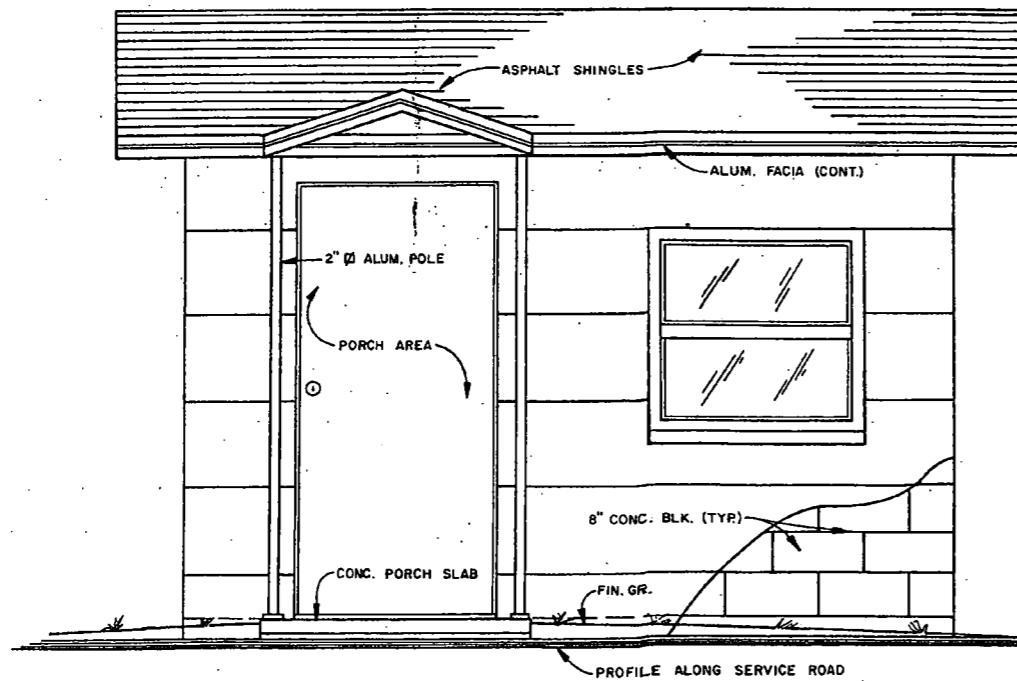 ASPHALT SHINGLES
ALUM. FACIA (CONT.)
2" Ø ALUM. POLE
PORCH AREA
8" CONC. BLK. (TYP.)
CONC. PORCH SLAB
FIN. GR.
PROFILE ALONG SERVICE ROAD